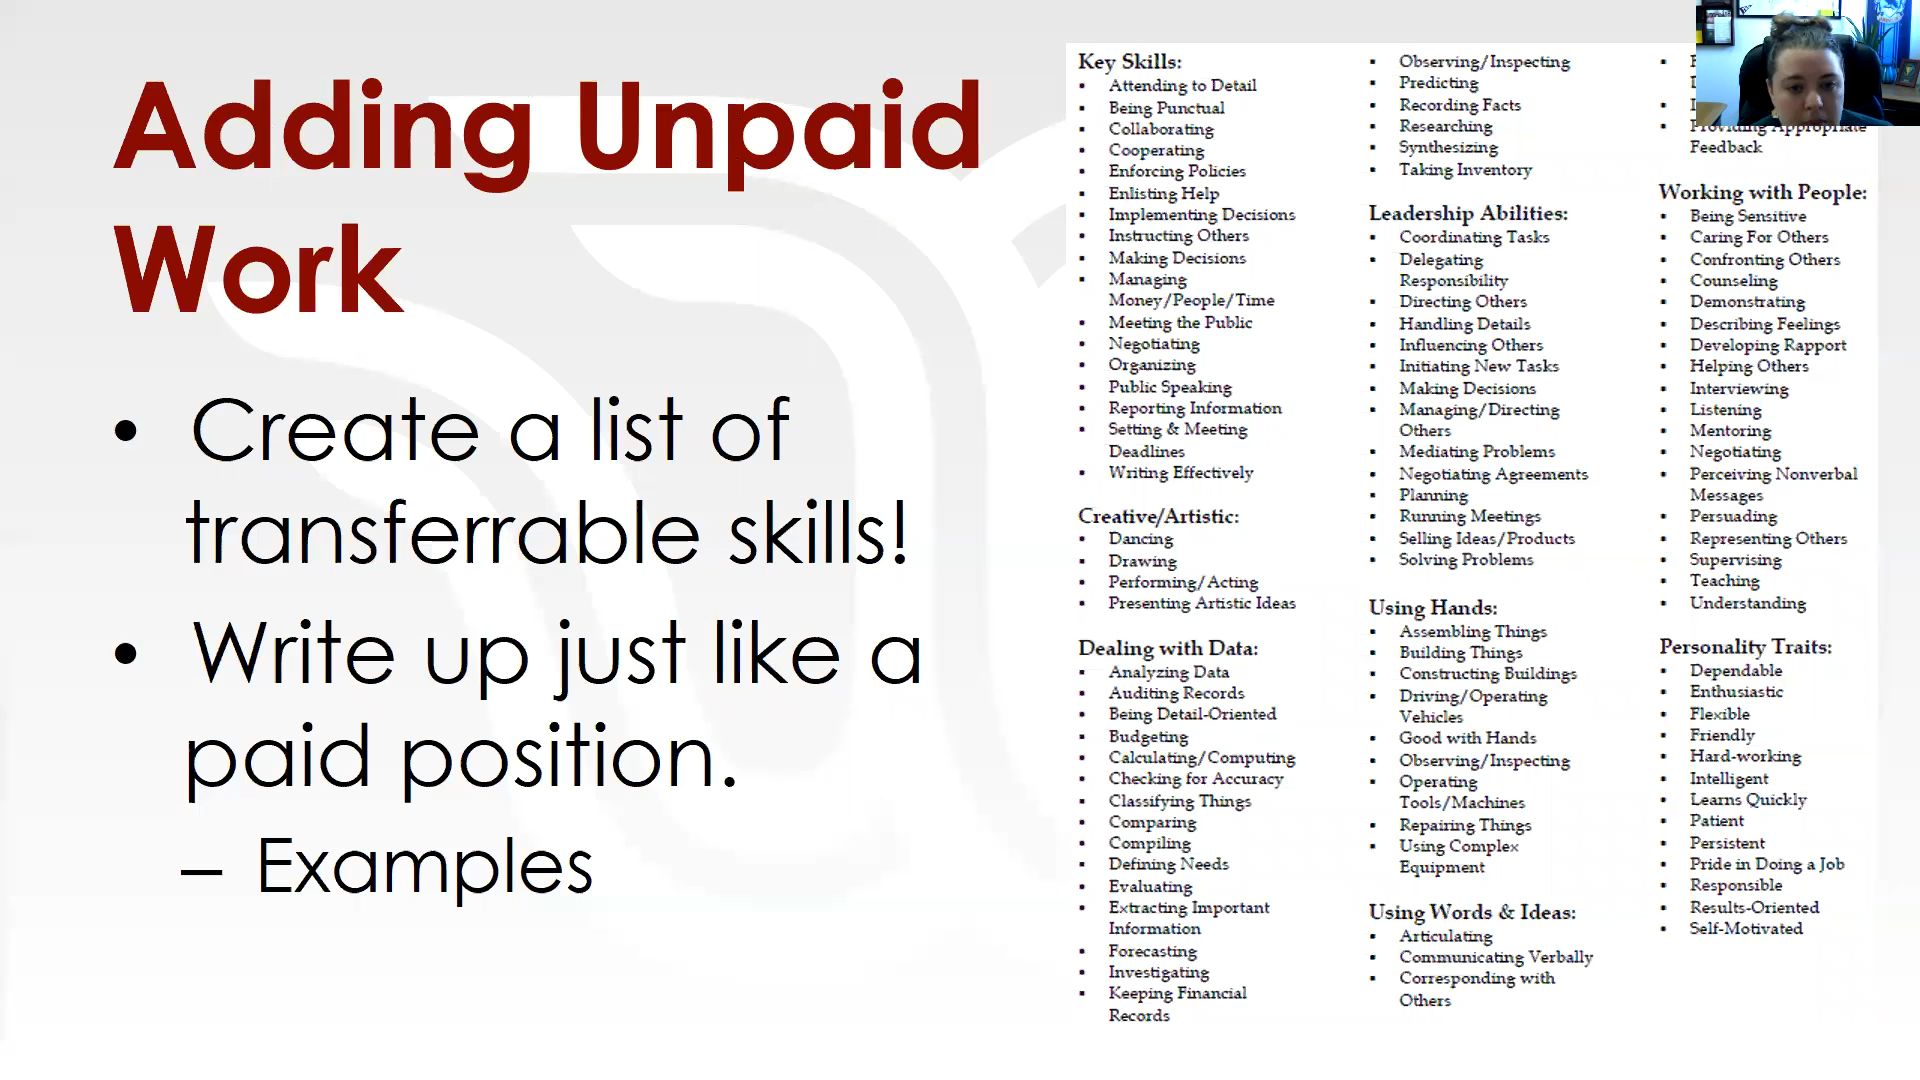 Adding Unpaid
Work
• Create a list of
transferrable skills!
• Write up just like a
paid position.
– Examples
Key Skills:
▪ Attending to Detail
▪ Being Punctual
▪ Collaborating
▪ Cooperating
▪ Enforcing Policies
▪ Enlisting Help
▪ Implementing Decisions
▪ Instructing Others
▪ Making Decisions
▪ Managing
Money/People/Time
▪ Meeting the Public
▪ Negotiating
▪ Organizing
▪ Public Speaking
▪ Reporting Information
▪ Setting & Meeting
Deadlines
▪ Writing Effectively
Creative/Artistic:
▪ Dancing
▪ Drawing
▪ Performing/Acting
▪ Presenting Artistic Ideas
Dealing with Data:
▪ Analyzing Data
▪ Auditing Records
▪ Being Detail-Oriented
▪ Budgeting
▪ Calculating/Computing
▪ Checking for Accuracy
▪ Classifying Things
▪ Comparing
▪ Compiling
▪ Defining Needs
▪ Evaluating
▪ Extracting Important
Information
▪ Forecasting
▪ Investigating
▪ Keeping Financial
Records
▪ Observing/Inspecting
▪ Predicting
▪ Recording Facts
▪ Researching
▪ Synthesizing
▪ Taking Inventory
Leadership Abilities:
▪ Coordinating Tasks
▪ Delegating
Responsibility
▪ Directing Others
▪ Handling Details
▪ Influencing Others
▪ Initiating New Tasks
▪ Making Decisions
▪ Managing/Directing
Others
▪ Mediating Problems
▪ Negotiating Agreements
▪ Planning
▪ Running Meetings
▪ Selling Ideas/Products
▪ Solving Problems
Using Hands:
▪ Assembling Things
▪ Building Things
▪ Constructing Buildings
▪ Driving/Operating
Vehicles
▪ Good with Hands
▪ Observing/Inspecting
▪ Operating
Tools/Machines
▪ Repairing Things
▪ Using Complex
Equipment
Using Words & Ideas:
▪ Articulating
▪ Communicating Verbally
▪ Corresponding with
Others
▪ Providing Appropriate
Feedback
Working with People:
▪ Being Sensitive
▪ Caring For Others
▪ Confronting Others
▪ Counseling
▪ Demonstrating
▪ Describing Feelings
▪ Developing Rapport
▪ Helping Others
▪ Interviewing
▪ Listening
▪ Mentoring
▪ Negotiating
▪ Perceiving Nonverbal
Messages
▪ Persuading
▪ Representing Others
▪ Supervising
▪ Teaching
▪ Understanding
Personality Traits:
▪ Dependable
▪ Enthusiastic
▪ Flexible
▪ Friendly
▪ Hard-working
▪ Intelligent
▪ Learns Quickly
▪ Patient
▪ Persistent
▪ Pride in Doing a Job
▪ Responsible
▪ Results-Oriented
▪ Self-Motivated